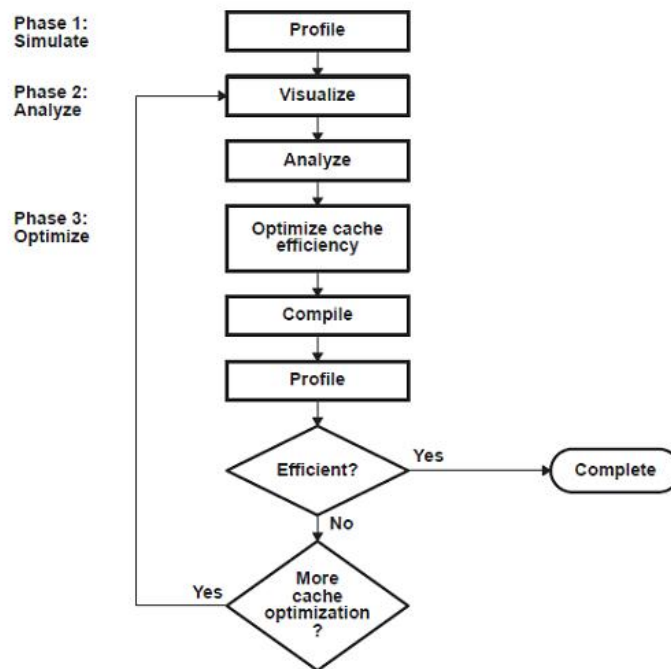 Phase 1:
Simulate
Profile
Phase 2:
Analyze
Visualize
Analyze
Phase 3:
Optimize
Optimize cache
efficiency
Compile
Profile
Efficient?
Yes
Complete
No
Yes
More
cache
optimization
?